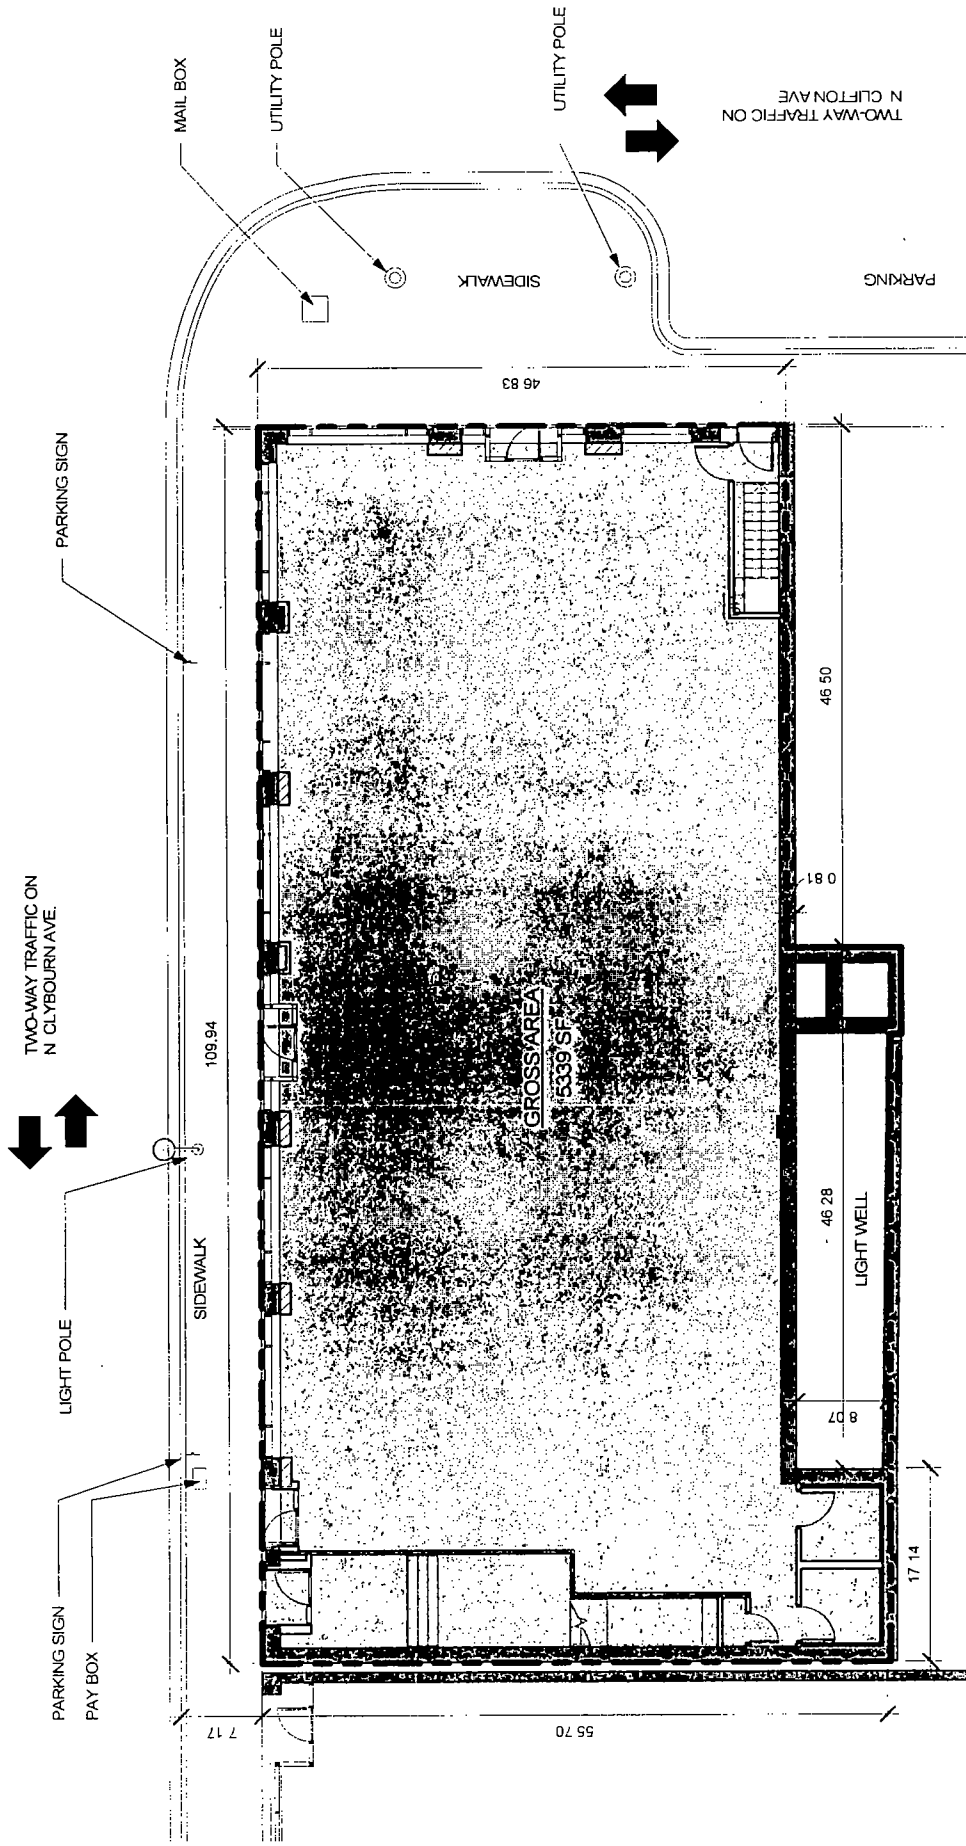 TWO-WAY TRAFFIC ON
N CLYBOURN AVE.
PARKING SIGN
PAY BOX
LIGHT POLE
PARKING SIGN
MAIL BOX
UTILITY POLE
UTILITY POLE
TWO-WAY TRAFFIC ON
N CLIFTON AVE
SIDEWALK
109.94
7 17
SIDEWALK
46 83
PARKING
GROSS AREA
5339 SF
55 70
17 14
8 07
46 28
LIGHT WELL
0 81
46 50